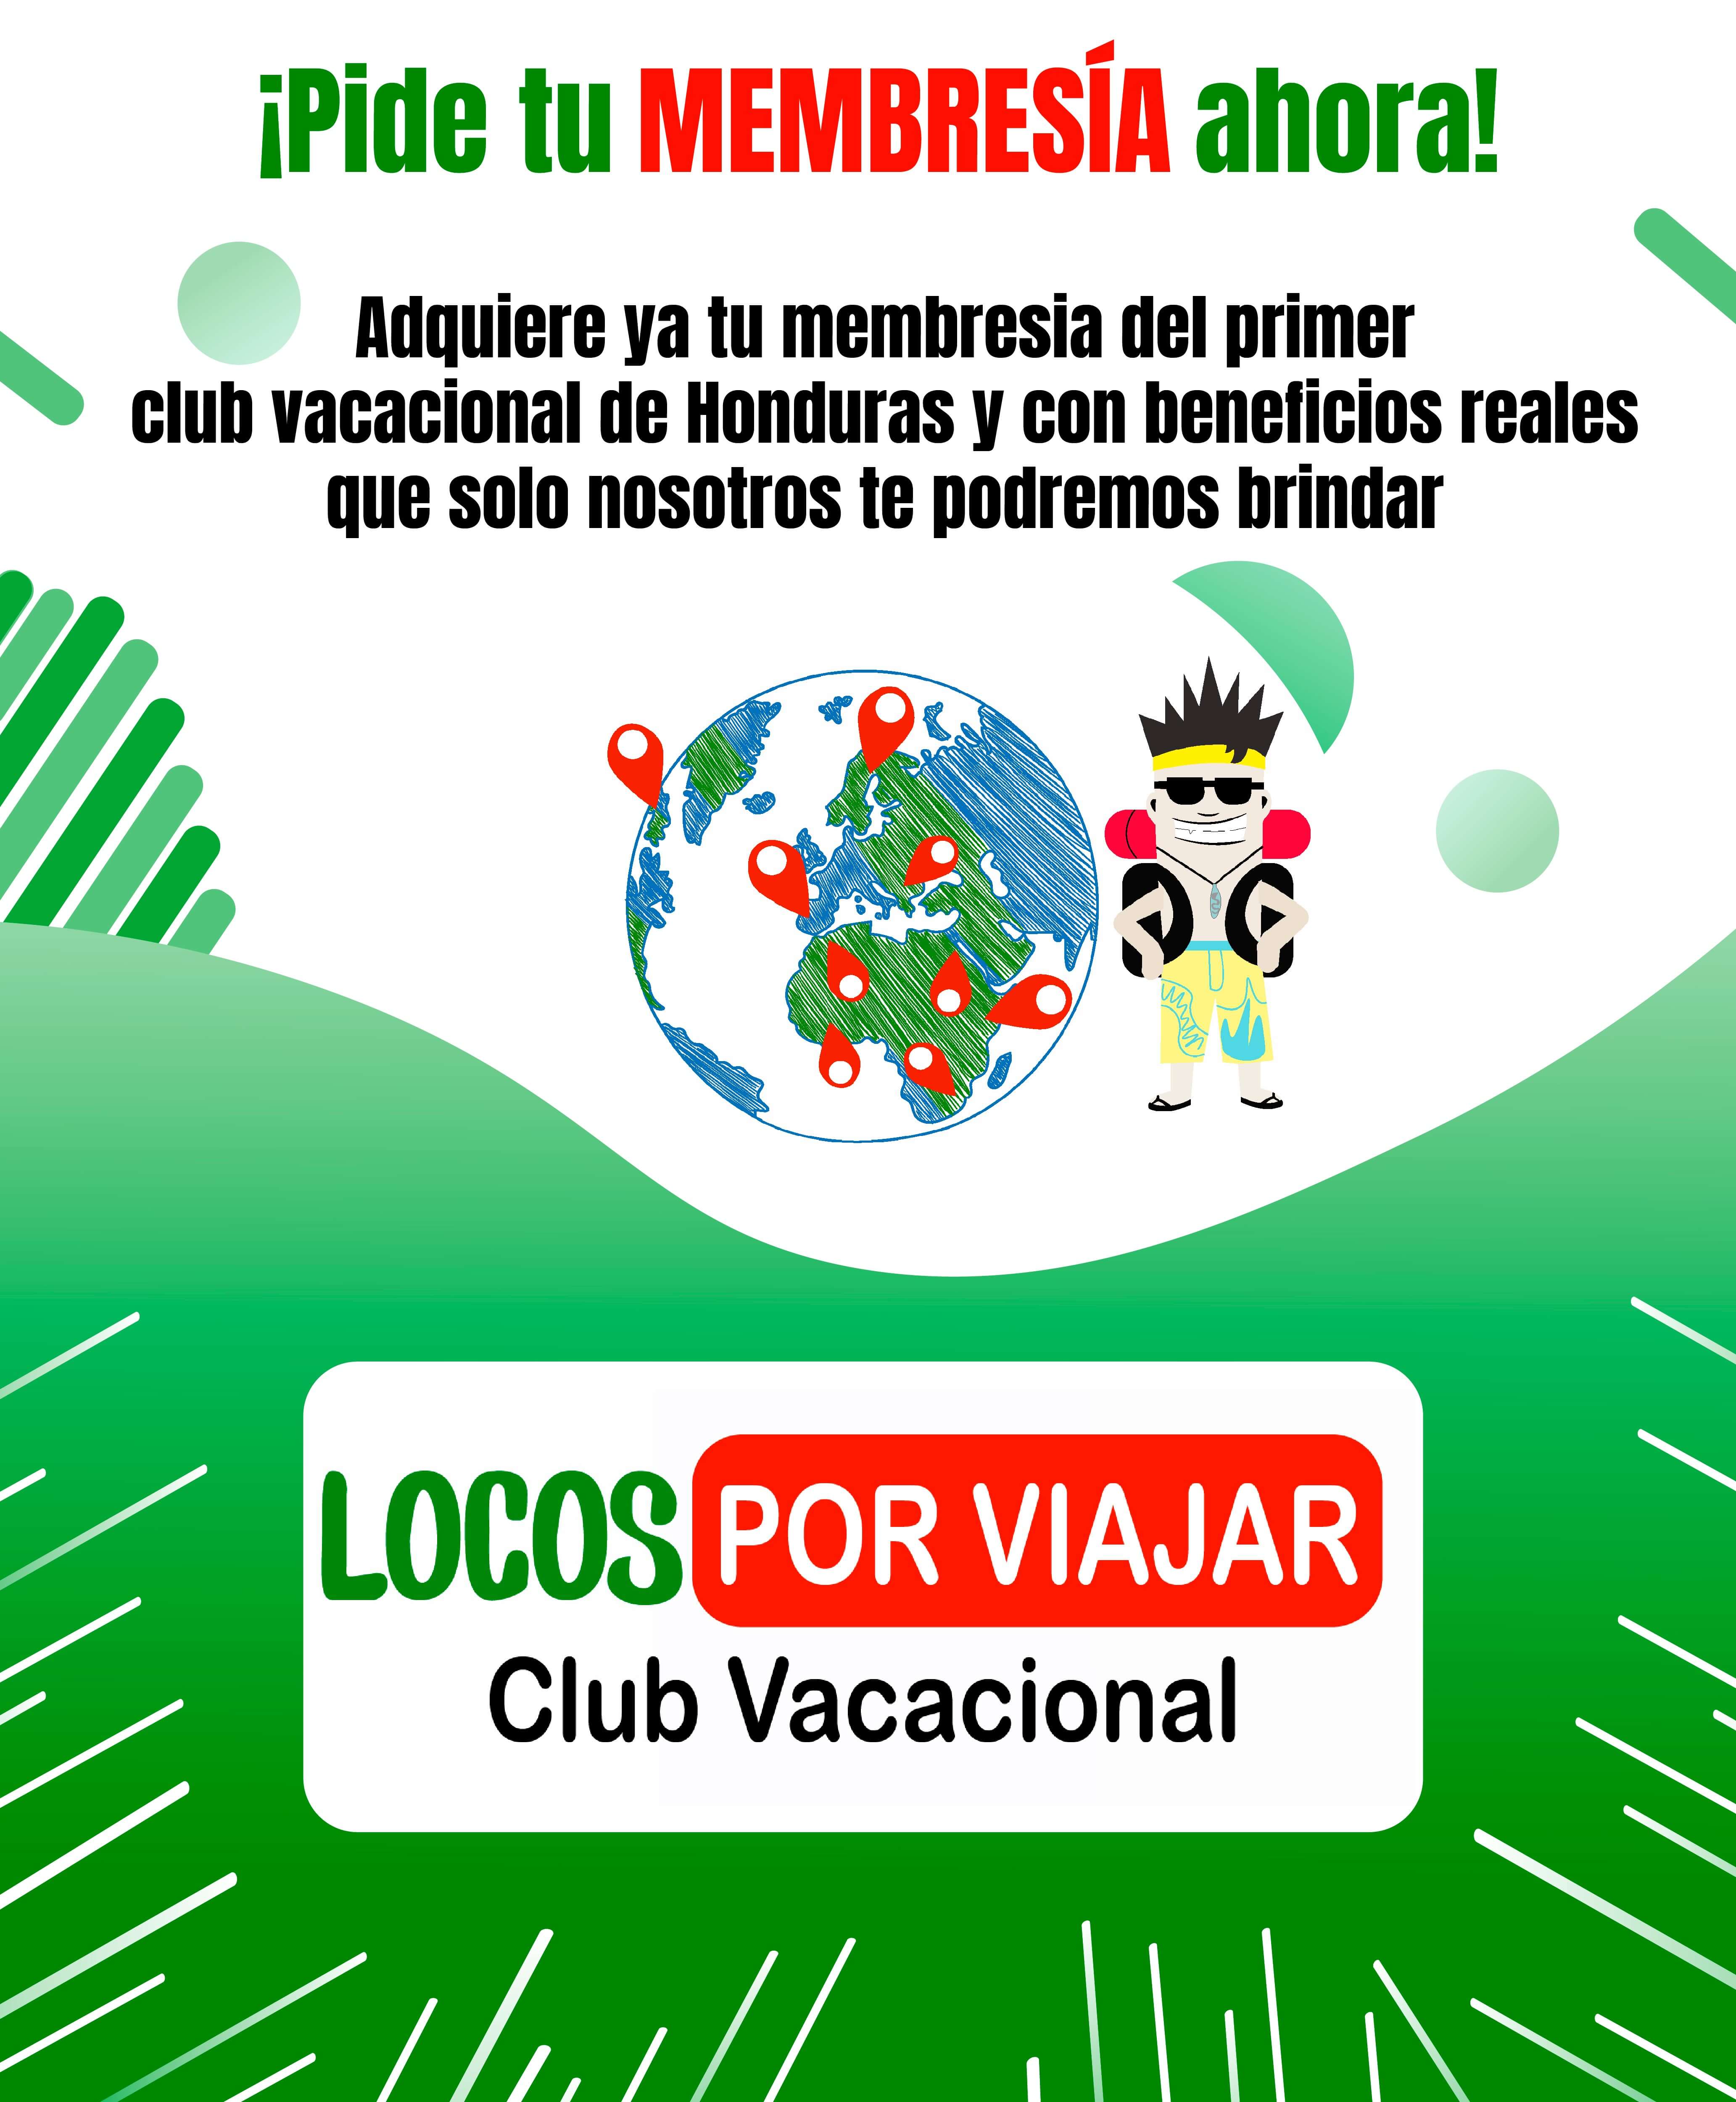 ¡Pide tu MEMBRESÍA ahora!
Adquiere ya tu membresia del primer
club vacacional de Honduras y con beneficios reales
que solo nosotros te podremos brindar
LOCOS POR VIAJAR
Club Vacacional